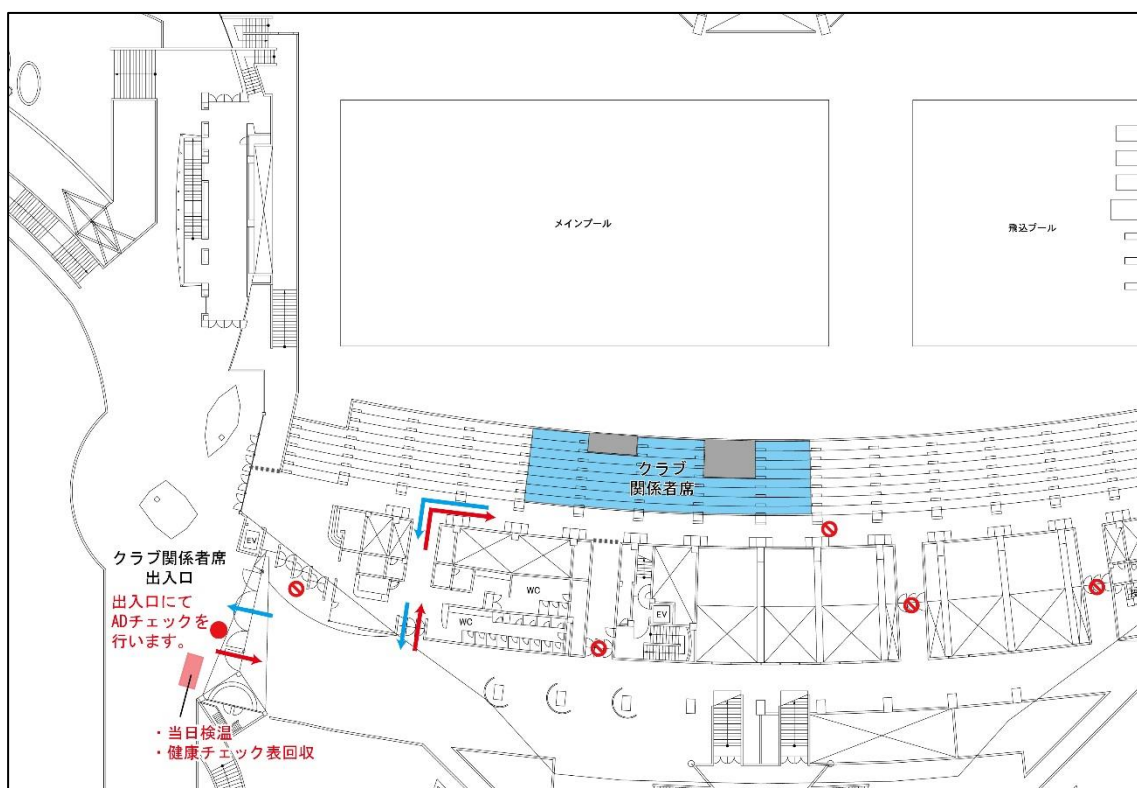 メインプール
飛込プール
クラブ
関係者席
EV
クラブ関係者席
出入口
出入口にて
ADチェックを
行います。
WC
WC
EV
・当日検温
・健康チェック表回収